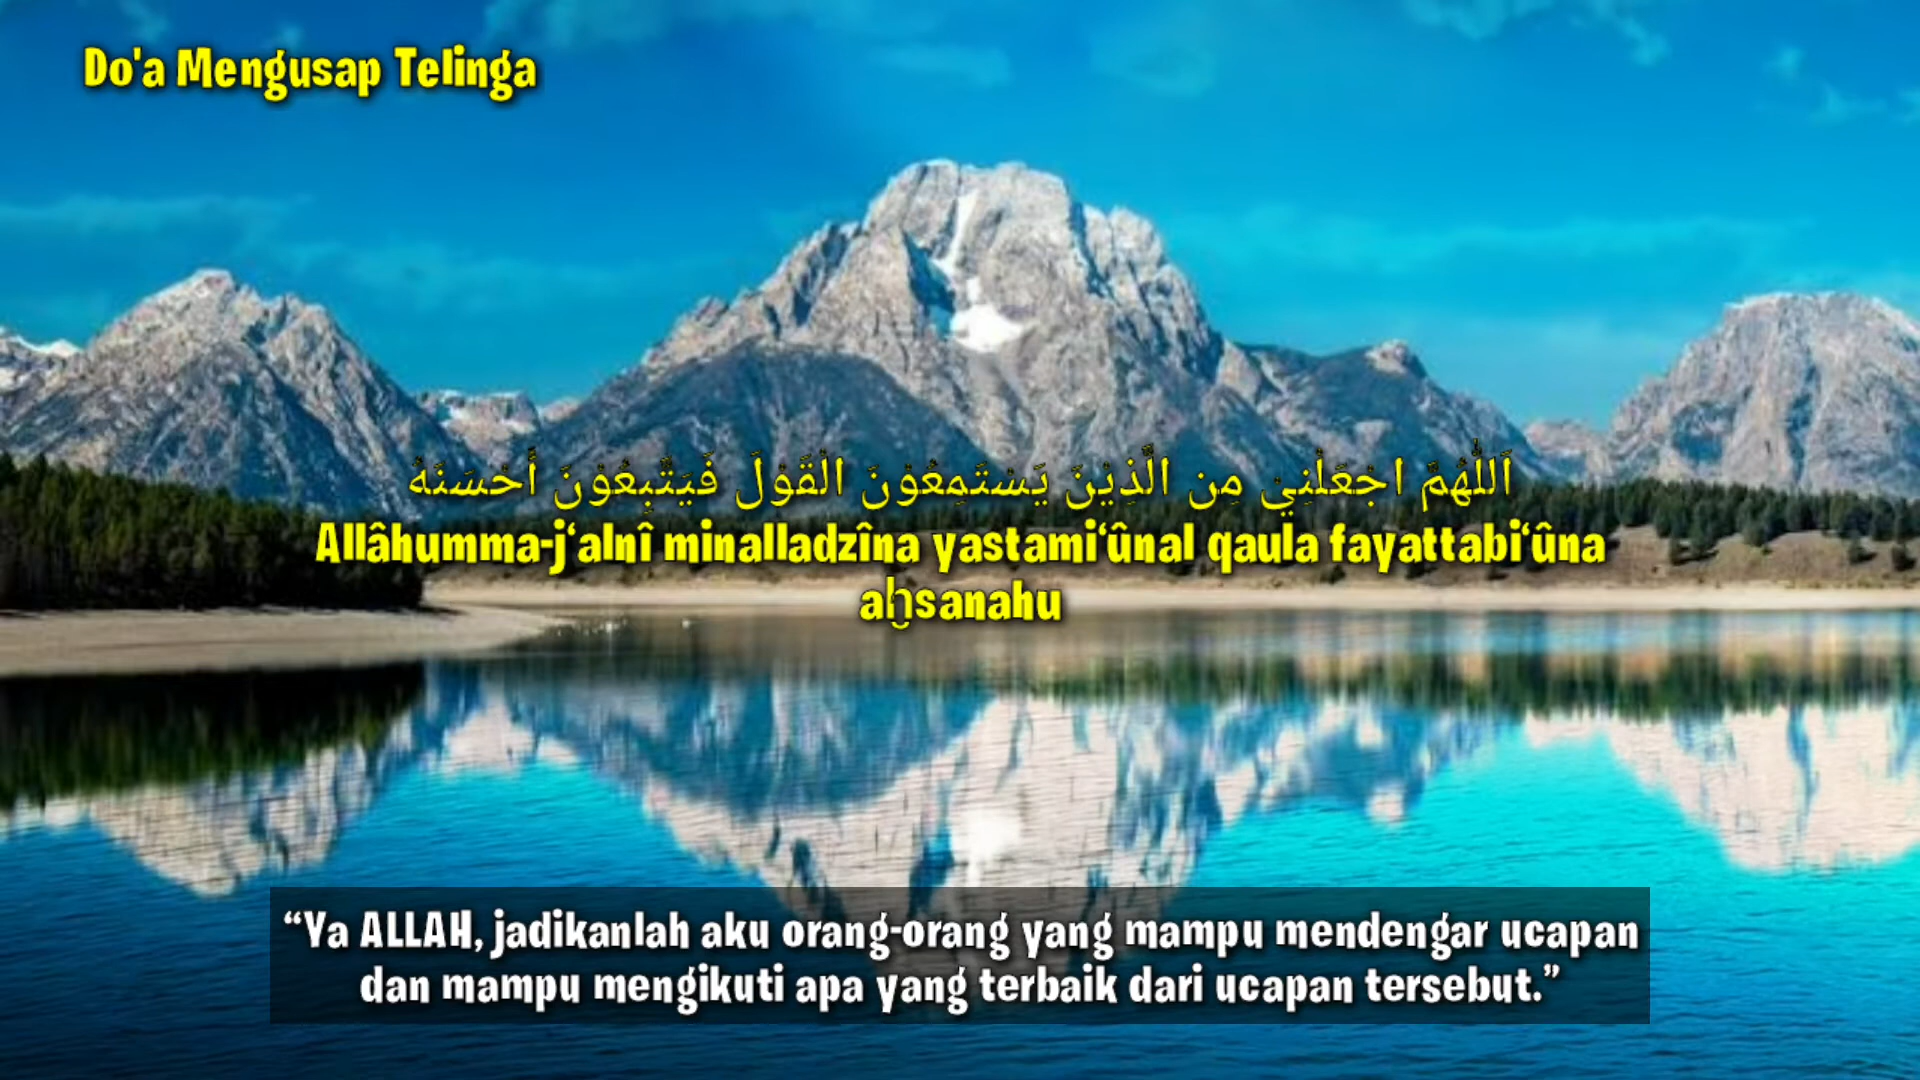 Do'a Mengusap Telinga
اَللّٰهُمَّ اجْعَلْنِيْ مِن الَّذِيْنَ يَسْتَمِعُوْنَ الْقَوْلَ فَيَتَّبِعُوْنَ أَحْسَنَهُ
Allâhumma-j‘alnî minalladzîna yastami‘ûnal qaula fayattabi‘ûna
aḫsanahu
“Ya ALLAH, jadikanlah aku orang-orang yang mampu mendengar ucapan
dan mampu mengikuti apa yang terbaik dari ucapan tersebut.”